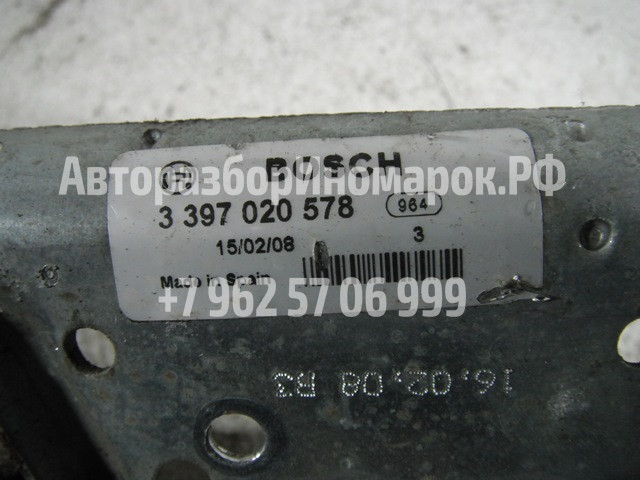 BOSCH
АвторазборИномарок.РФ
3 397 020 578 964
15/02/08 3
Made in Spain
+7 962 57 06 999
16.02.08 B3